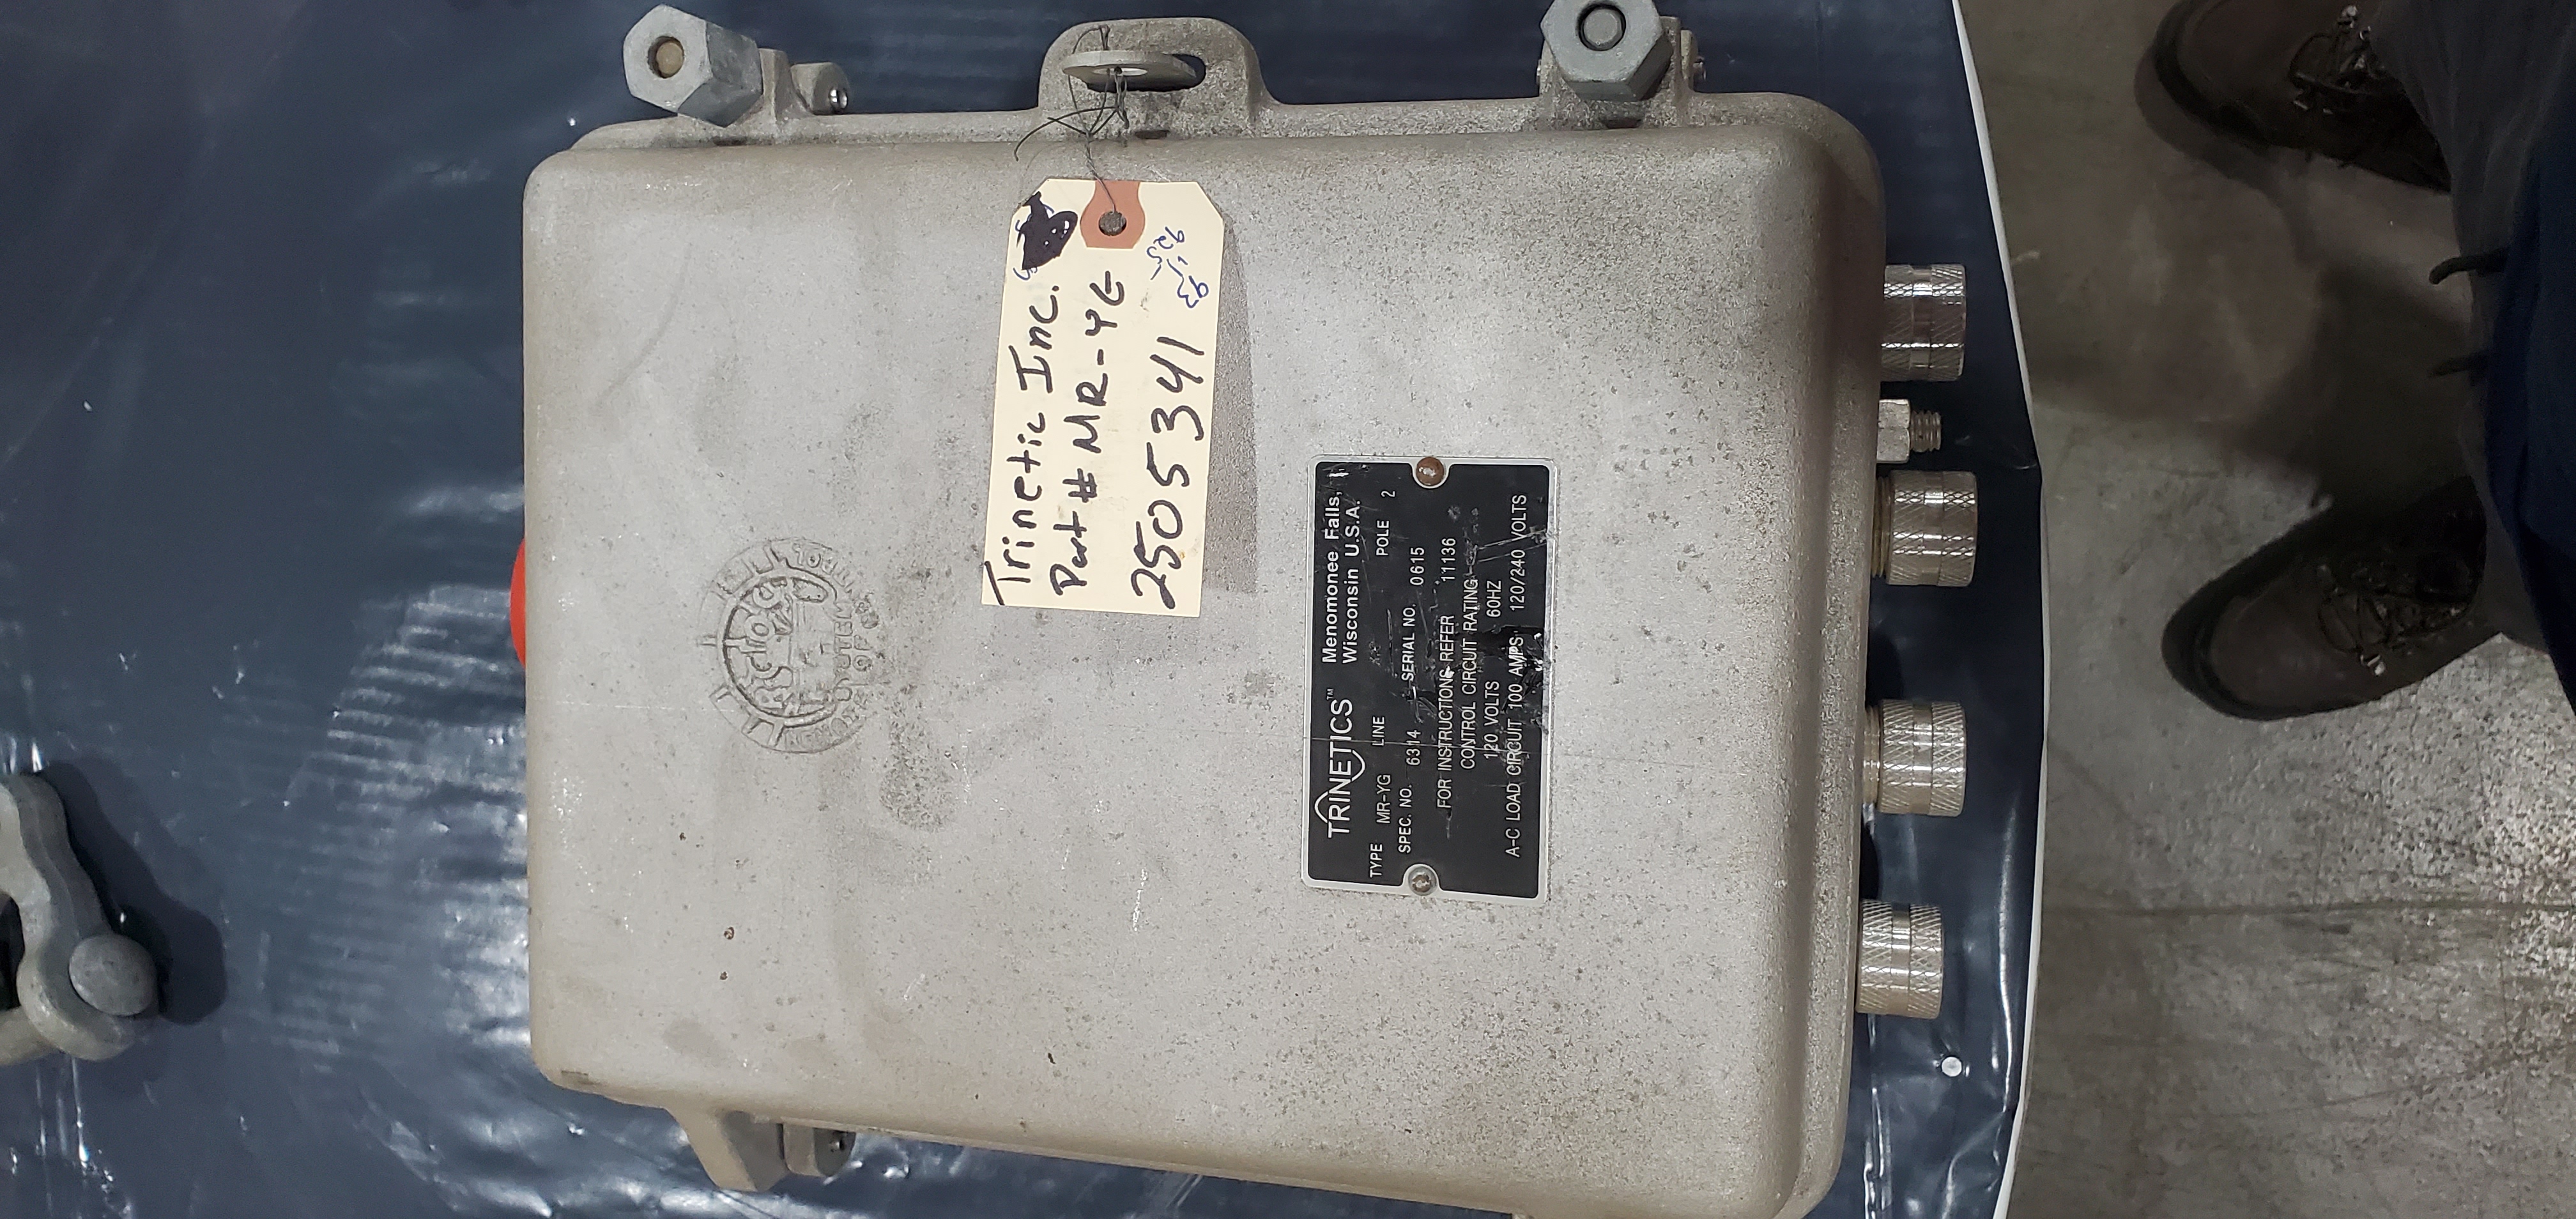 Trinetic Inc.
Part # MR-YG
2505341
TRINETICS™
Menomonee Falls,
Wisconsin U.S.A.
TYPE MR-YG LINE POLE 2
SPEC. NO. 6314 SERIAL NO. 0615
FOR INSTRUCTIONS REFER 11136
CONTROL CIRCUIT RATING
120 VOLTS 60HZ
A-C LOAD CIRCUIT 100 AMPS 120/240 VOLTS